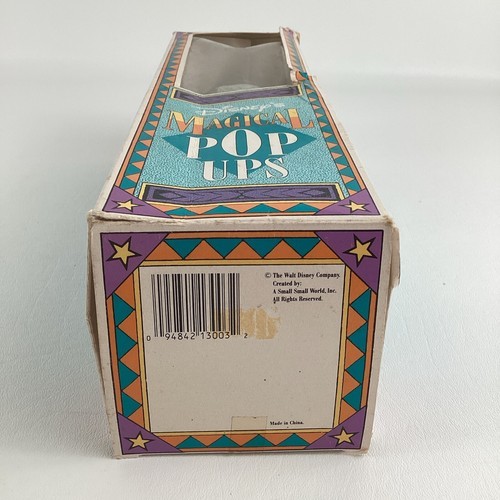 Disney's
MAGICAL
POP
UPS
© The Walt Disney Company.
Created by:
A Small Small World, Inc.
All Rights Reserved.
0 94842 13003 2
Made in China.